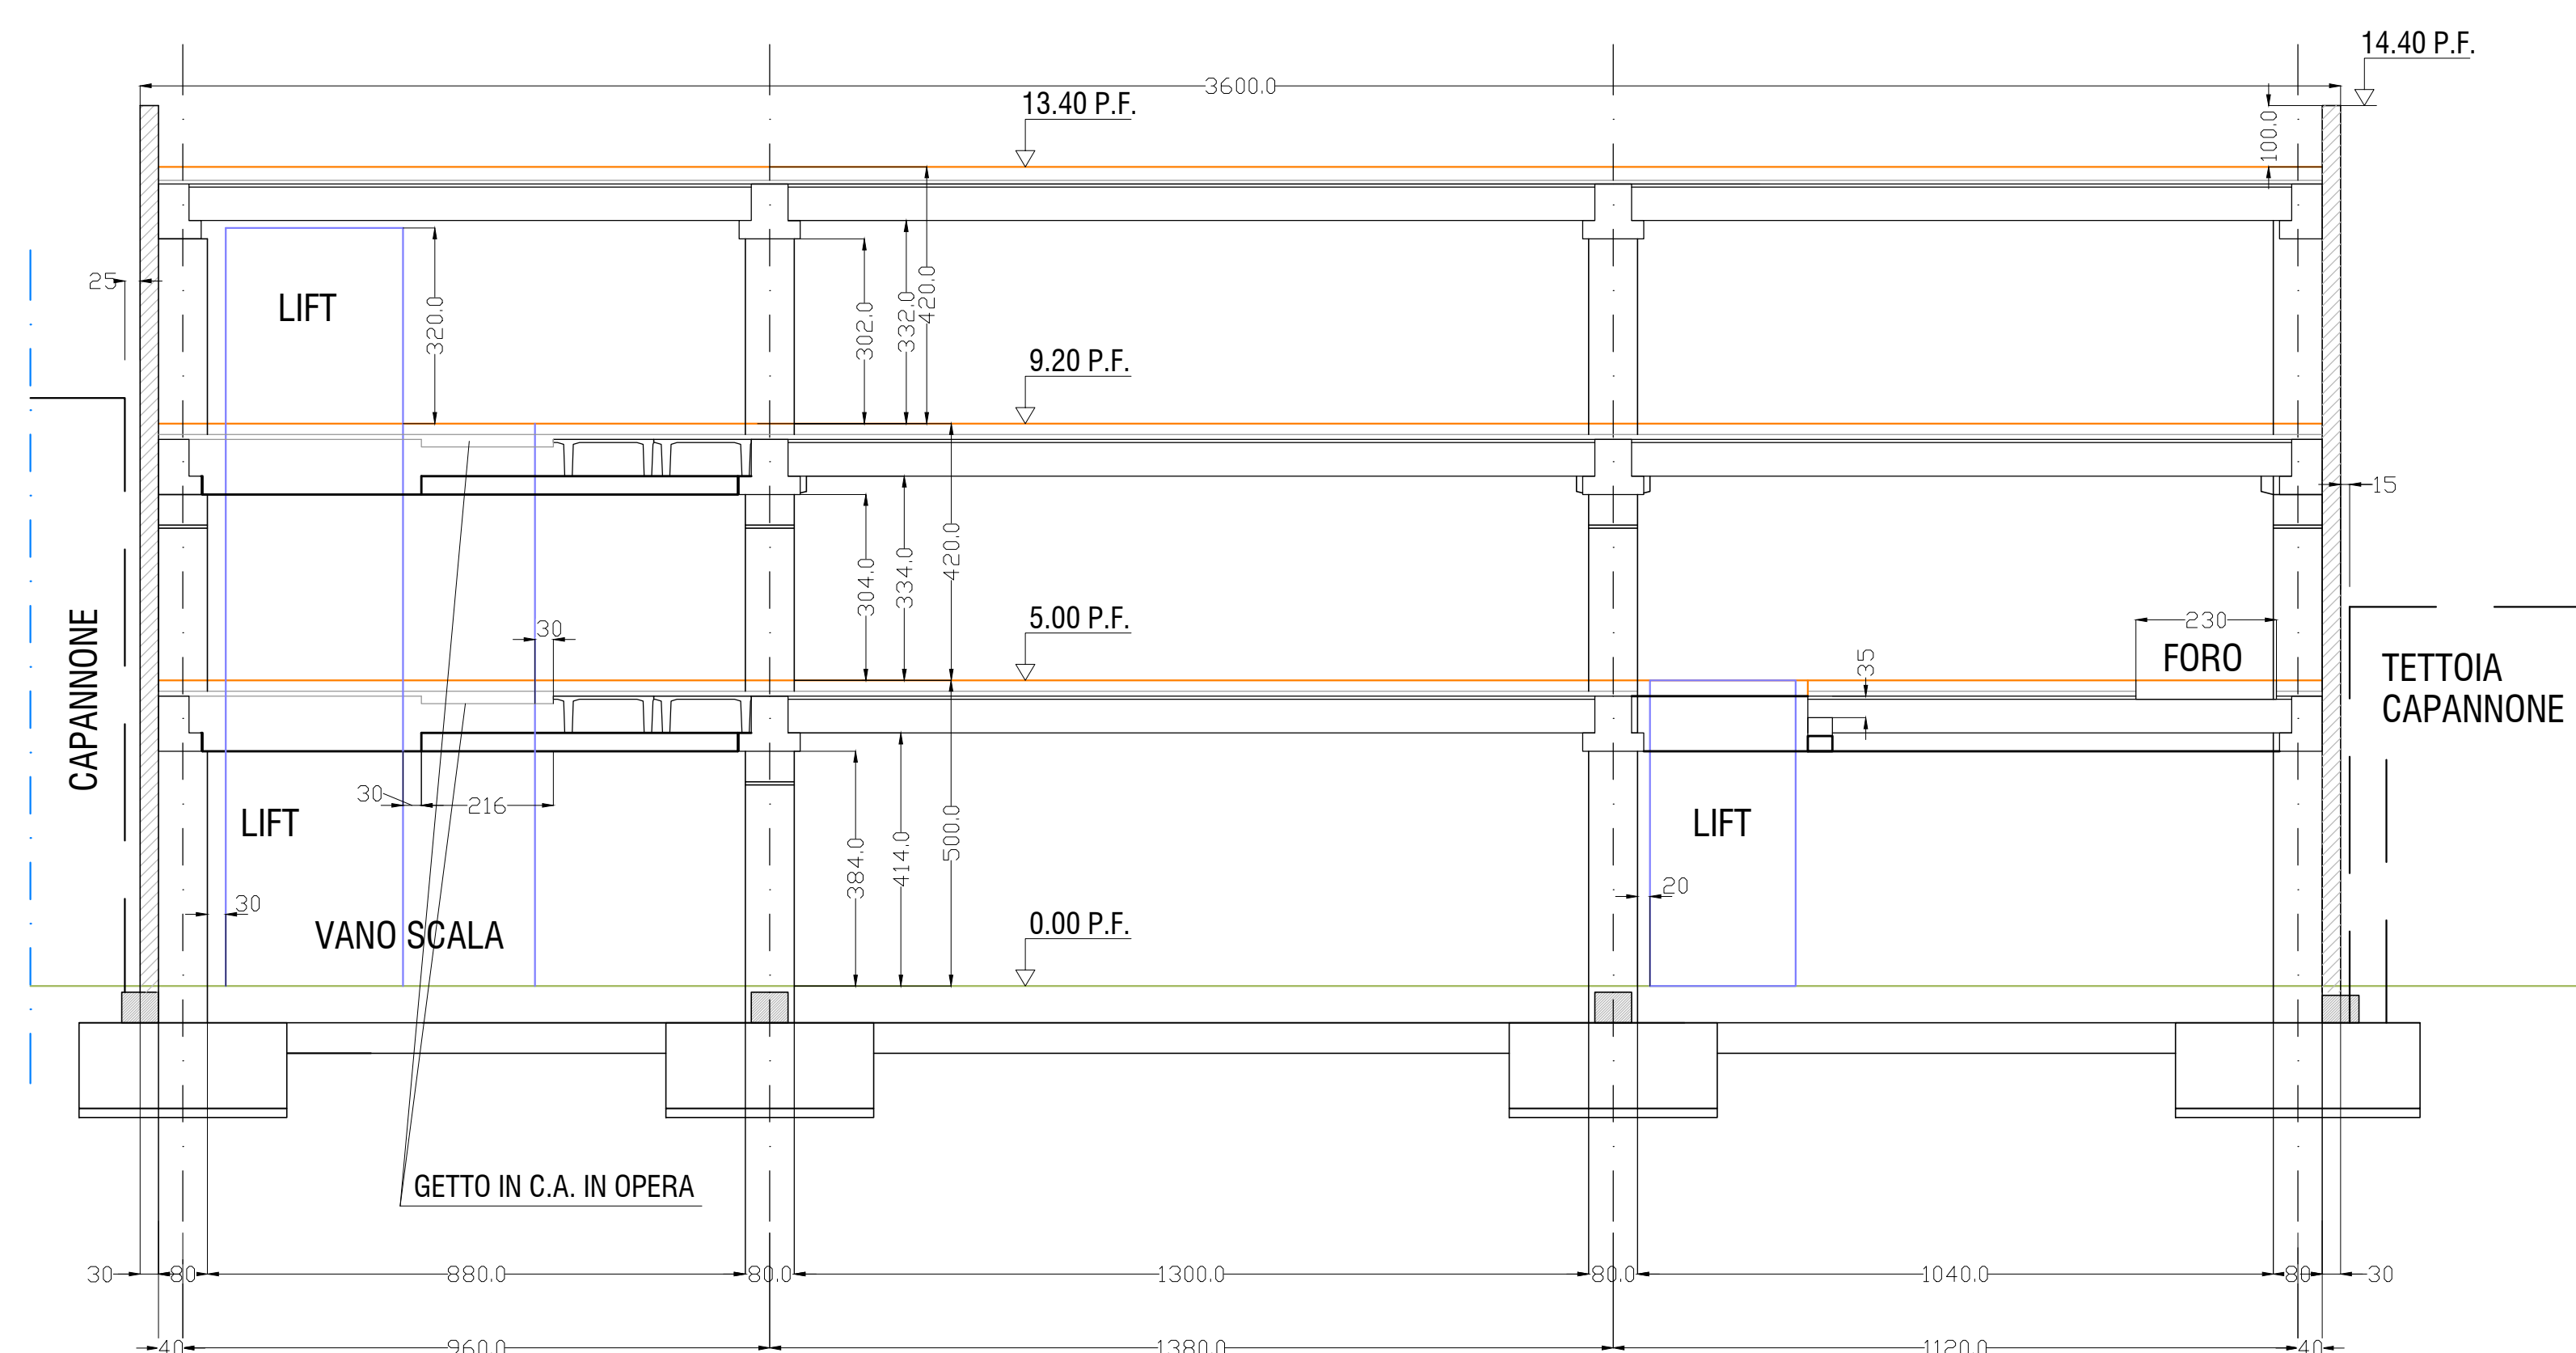 14.40 P.F.
3600.0
13.40 P.F.
100.0
25
LIFT
320.0
302.0
332.0
420.0
9.20 P.F.
15
304.0
334.0
420.0
5.00 P.F.
30
230
FORO
35
CAPANNONE
TETTOIA
CAPANNONE
30
216
LIFT
384.0
414.0
500.0
LIFT
20
30
VANO SCALA
0.00 P.F.
GETTO IN C.A. IN OPERA
30
80
880.0
80.0
1300.0
80.0
1040.0
80
30
40
960.0
1380.0
1120.0
40